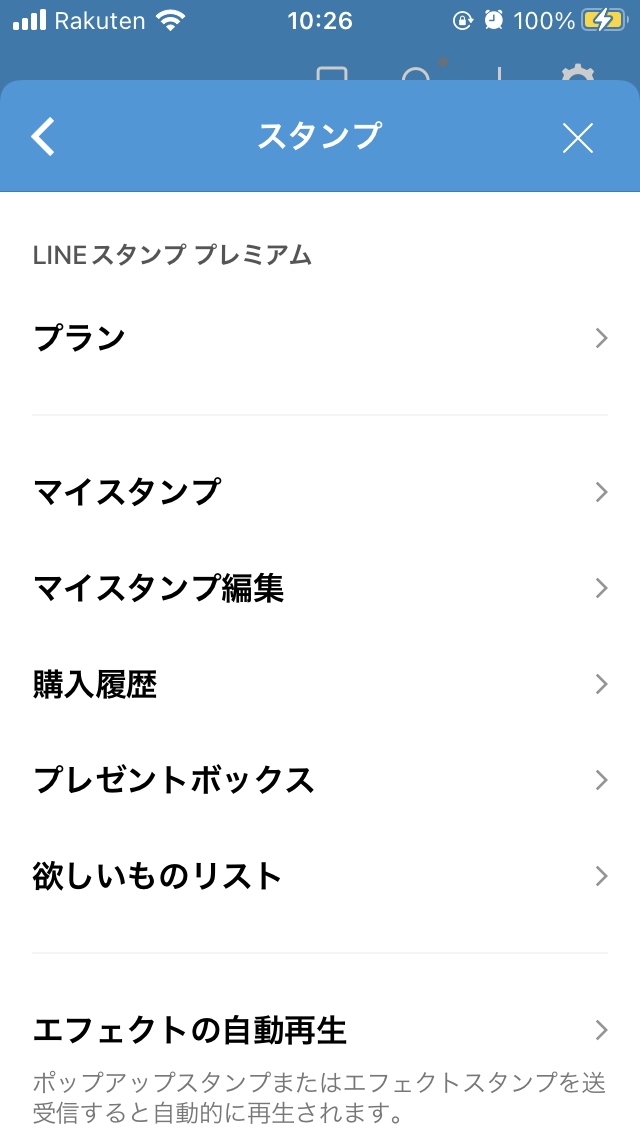 Rakuten 10:26 100%
スタンプ
LINEスタンプ プレミアム
プラン
マイスタンプ
マイスタンプ編集
購入履歴
プレゼントボックス
欲しいものリスト
エフェクトの自動再生
ポップアップスタンプまたはエフェクトスタンプを送
受信すると自動的に再生されます。